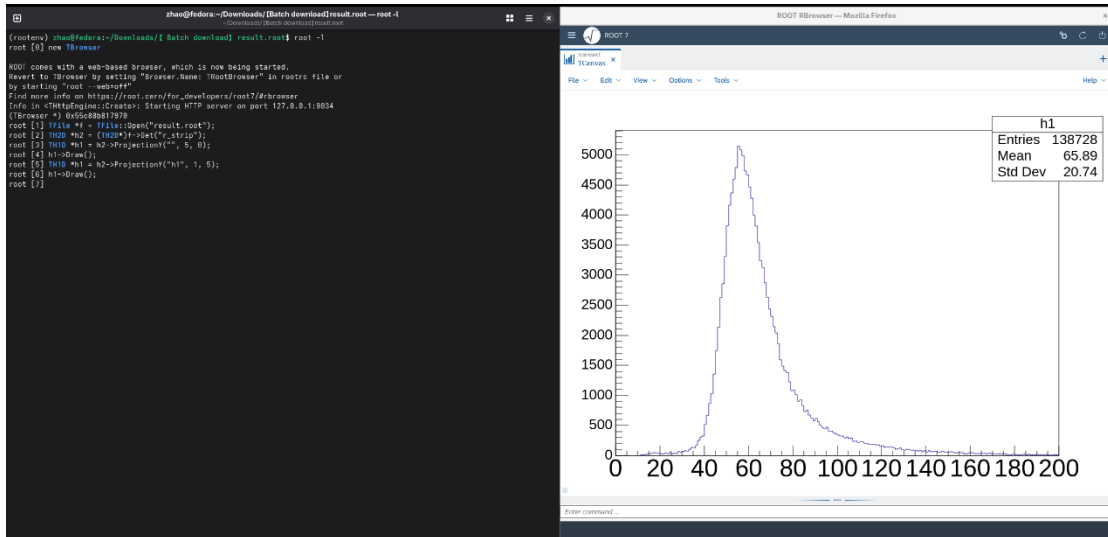 zhao@fedora:~/Downloads/[Batch download]result.root — root -l
~/Downloads/[Batch download]result.root
(rootenv) zhao@fedora:~/Downloads/[ Batch download] result.root$ root -l
root [0] new TBrowser
ROOT comes with a web-based browser, which is now being started.
Revert to TBrowser by setting "Browser.Name: TRootBrowser" in rootrc file or
by starting "root --web=off"
Find more info on https://root.cern/for_developers/root7/#rbrowser
Info in <THttpEngine::Create>: Starting HTTP server on port 127.0.0.1:9034
(TBrowser *) 0x55c88b817970
root [1] TFile *f = TFile::Open("result.root");
root [2] TH2D *h2 = (TH2D*)f->Get("r_strip");
root [3] TH1D *h1 = h2->ProjectionY("", 5, 0);
root [4] h1->Draw();
root [5] TH1D *h1 = h2->ProjectionY("h1", 1, 5);
root [6] h1->Draw();
root [7]
ROOT RBrowser — Mozilla Firefox
ROOT 7
TCanvas
File Edit View Options Tools Help
h1
Entries 138728
Mean 65.89
Std Dev 20.74
5000
4500
4000
3500
3000
2500
2000
1500
1000
500
0
0 20 40 60 80 100 120 140 160 180 200
Enter command ...